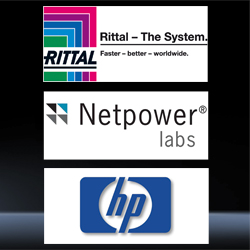 RITTAL
Rittal – The System.
Faster – better – worldwide.
Netpower®
labs
hp